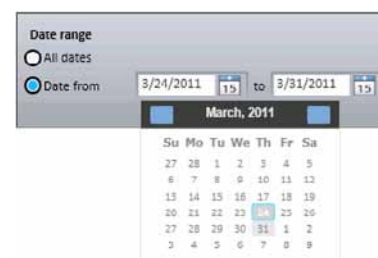 Date range
All dates
Date from 3/24/2011 15 to 3/31/2011 15
March, 2011
Su Mo Tu We Th Fr Sa
27 28 1 2 3 4 5
6 7 8 9 10 11 12
13 14 15 16 17 18 19
20 21 22 23 24 25 26
27 28 29 30 31 1 2
3 4 5 6 7 8 9